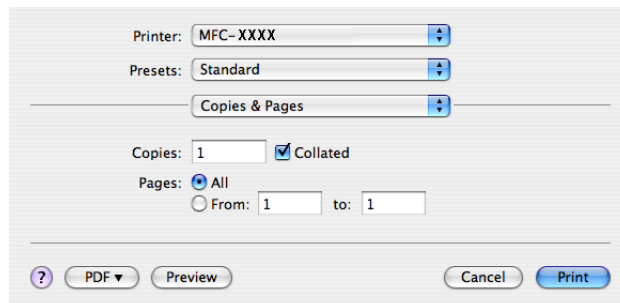 Printer: MFC-XXXX
Presets: Standard
Copies & Pages
Copies: 1 Collated
Pages: All
From: 1 to: 1
? PDF ▼ Preview Cancel Print